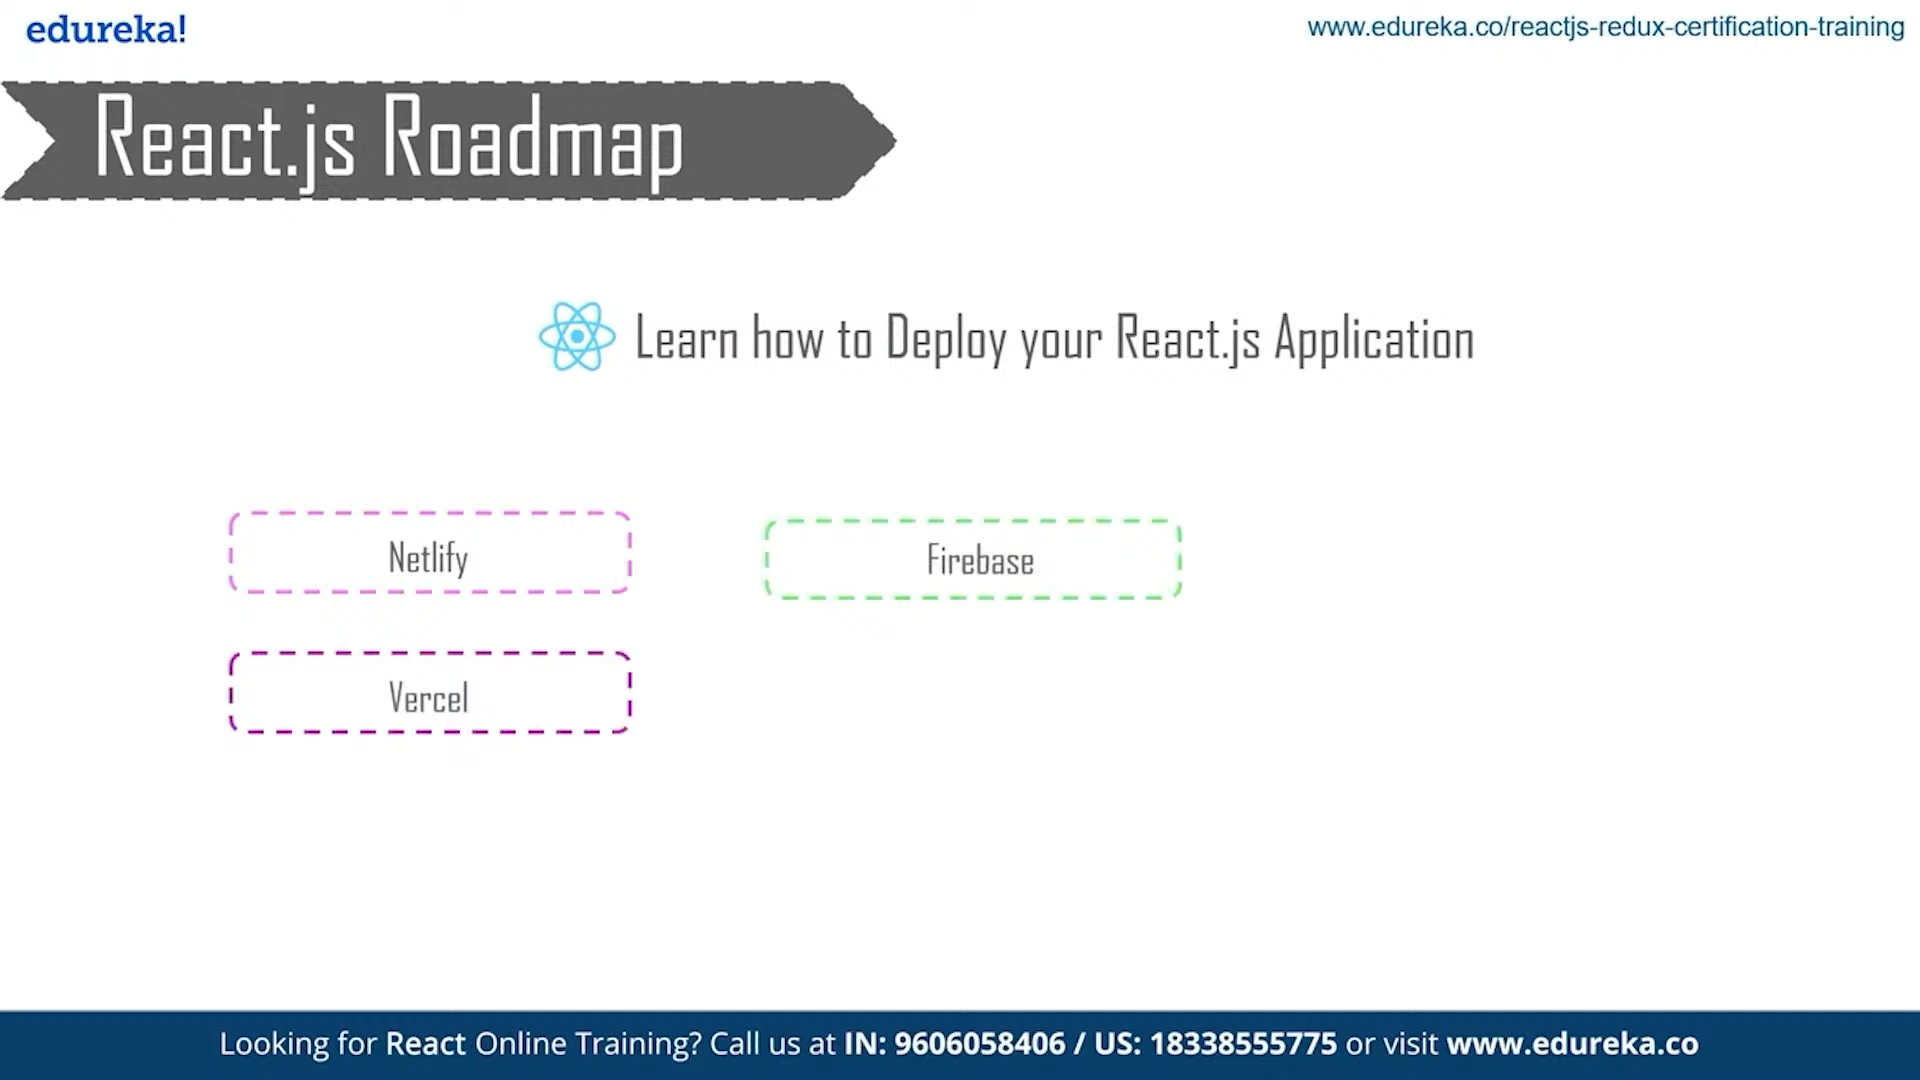 edureka!
www.edureka.co/reactjs-redux-certification-training
React.js Roadmap
Learn how to Deploy your React.js Application
Netlify
Firebase
Vercel
Looking for React Online Training? Call us at IN: 9606058406 / US: 18338555775 or visit www.edureka.co